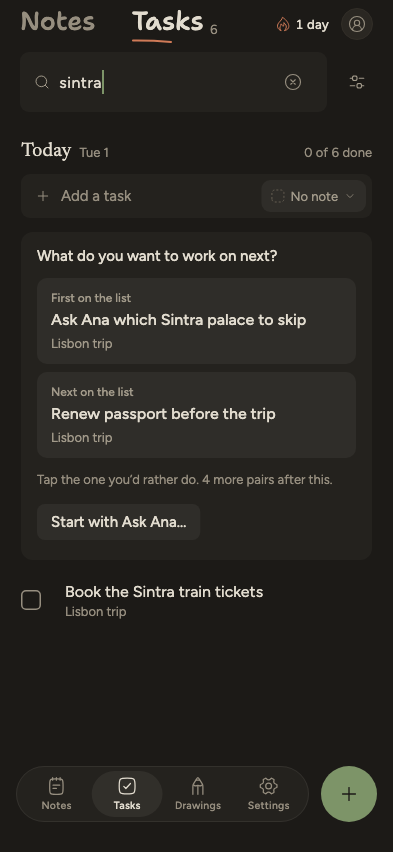 Notes
Tasks 6
1 day
sintra
Today Tue 1
0 of 6 done
Add a task
No note
What do you want to work on next?
First on the list
Ask Ana which Sintra palace to skip
Lisbon trip
Next on the list
Renew passport before the trip
Lisbon trip
Tap the one you’d rather do. 4 more pairs after this.
Start with Ask Ana...
Book the Sintra train tickets
Lisbon trip
Notes
Tasks
Drawings
Settings